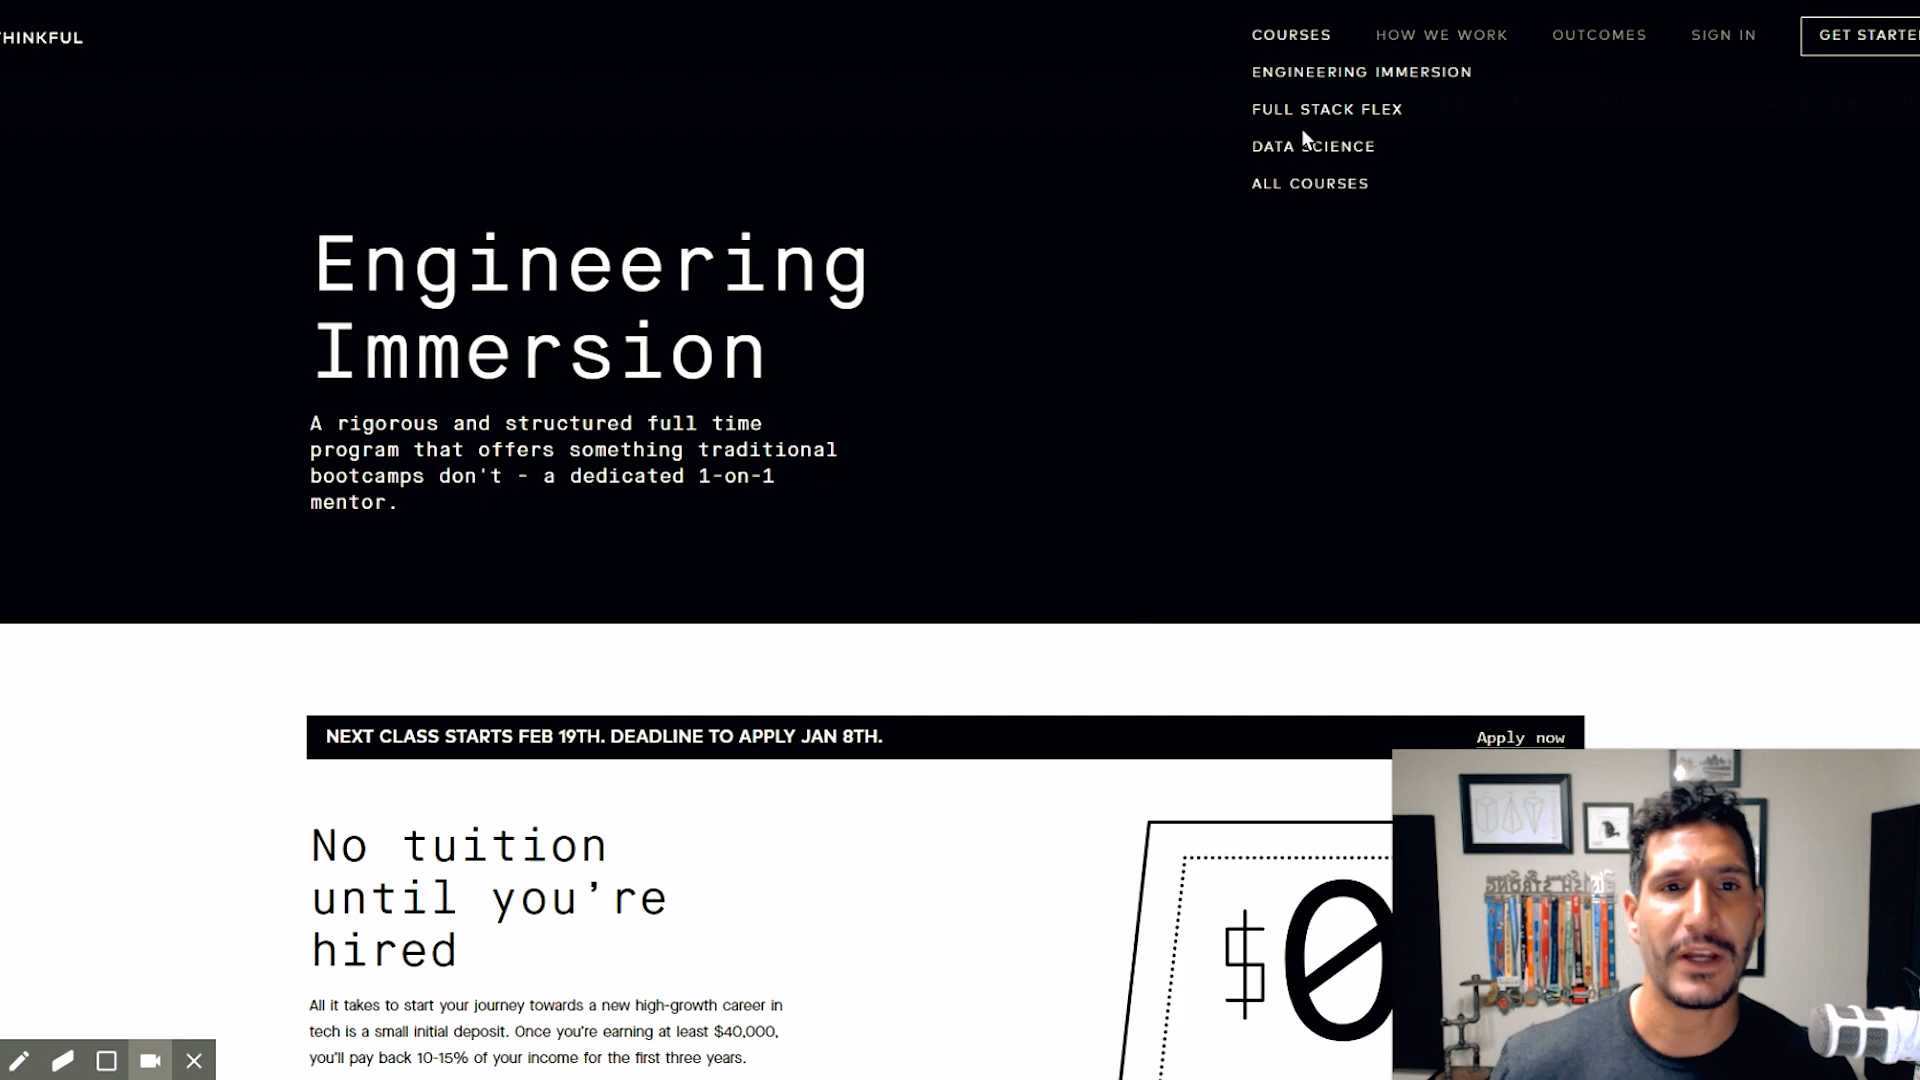 THINKFUL
COURSES
HOW WE WORK
OUTCOMES
SIGN IN
GET STARTE
ENGINEERING IMMERSION
FULL STACK FLEX
DATA SCIENCE
ALL COURSES
Engineering
Immersion
A rigorous and structured full time
program that offers something traditional
bootcamps don't - a dedicated 1-on-1
mentor.
NEXT CLASS STARTS FEB 19TH. DEADLINE TO APPLY JAN 8TH.
Apply now
No tuition
until you're
hired
All it takes to start your journey towards a new high-growth career in
tech is a small initial deposit. Once you're earning at least $40,000,
you'll pay back 10-15% of your income for the first three years.
$0